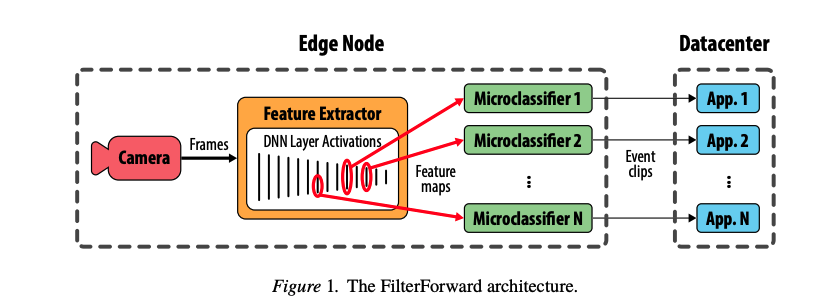 Edge Node
Datacenter
Camera
Frames
Feature Extractor
DNN Layer Activations
Feature
maps
Microclassifier 1
Microclassifier 2
⋮
Microclassifier N
Event
clips
App. 1
App. 2
⋮
App. N
Figure 1. The FilterForward architecture.